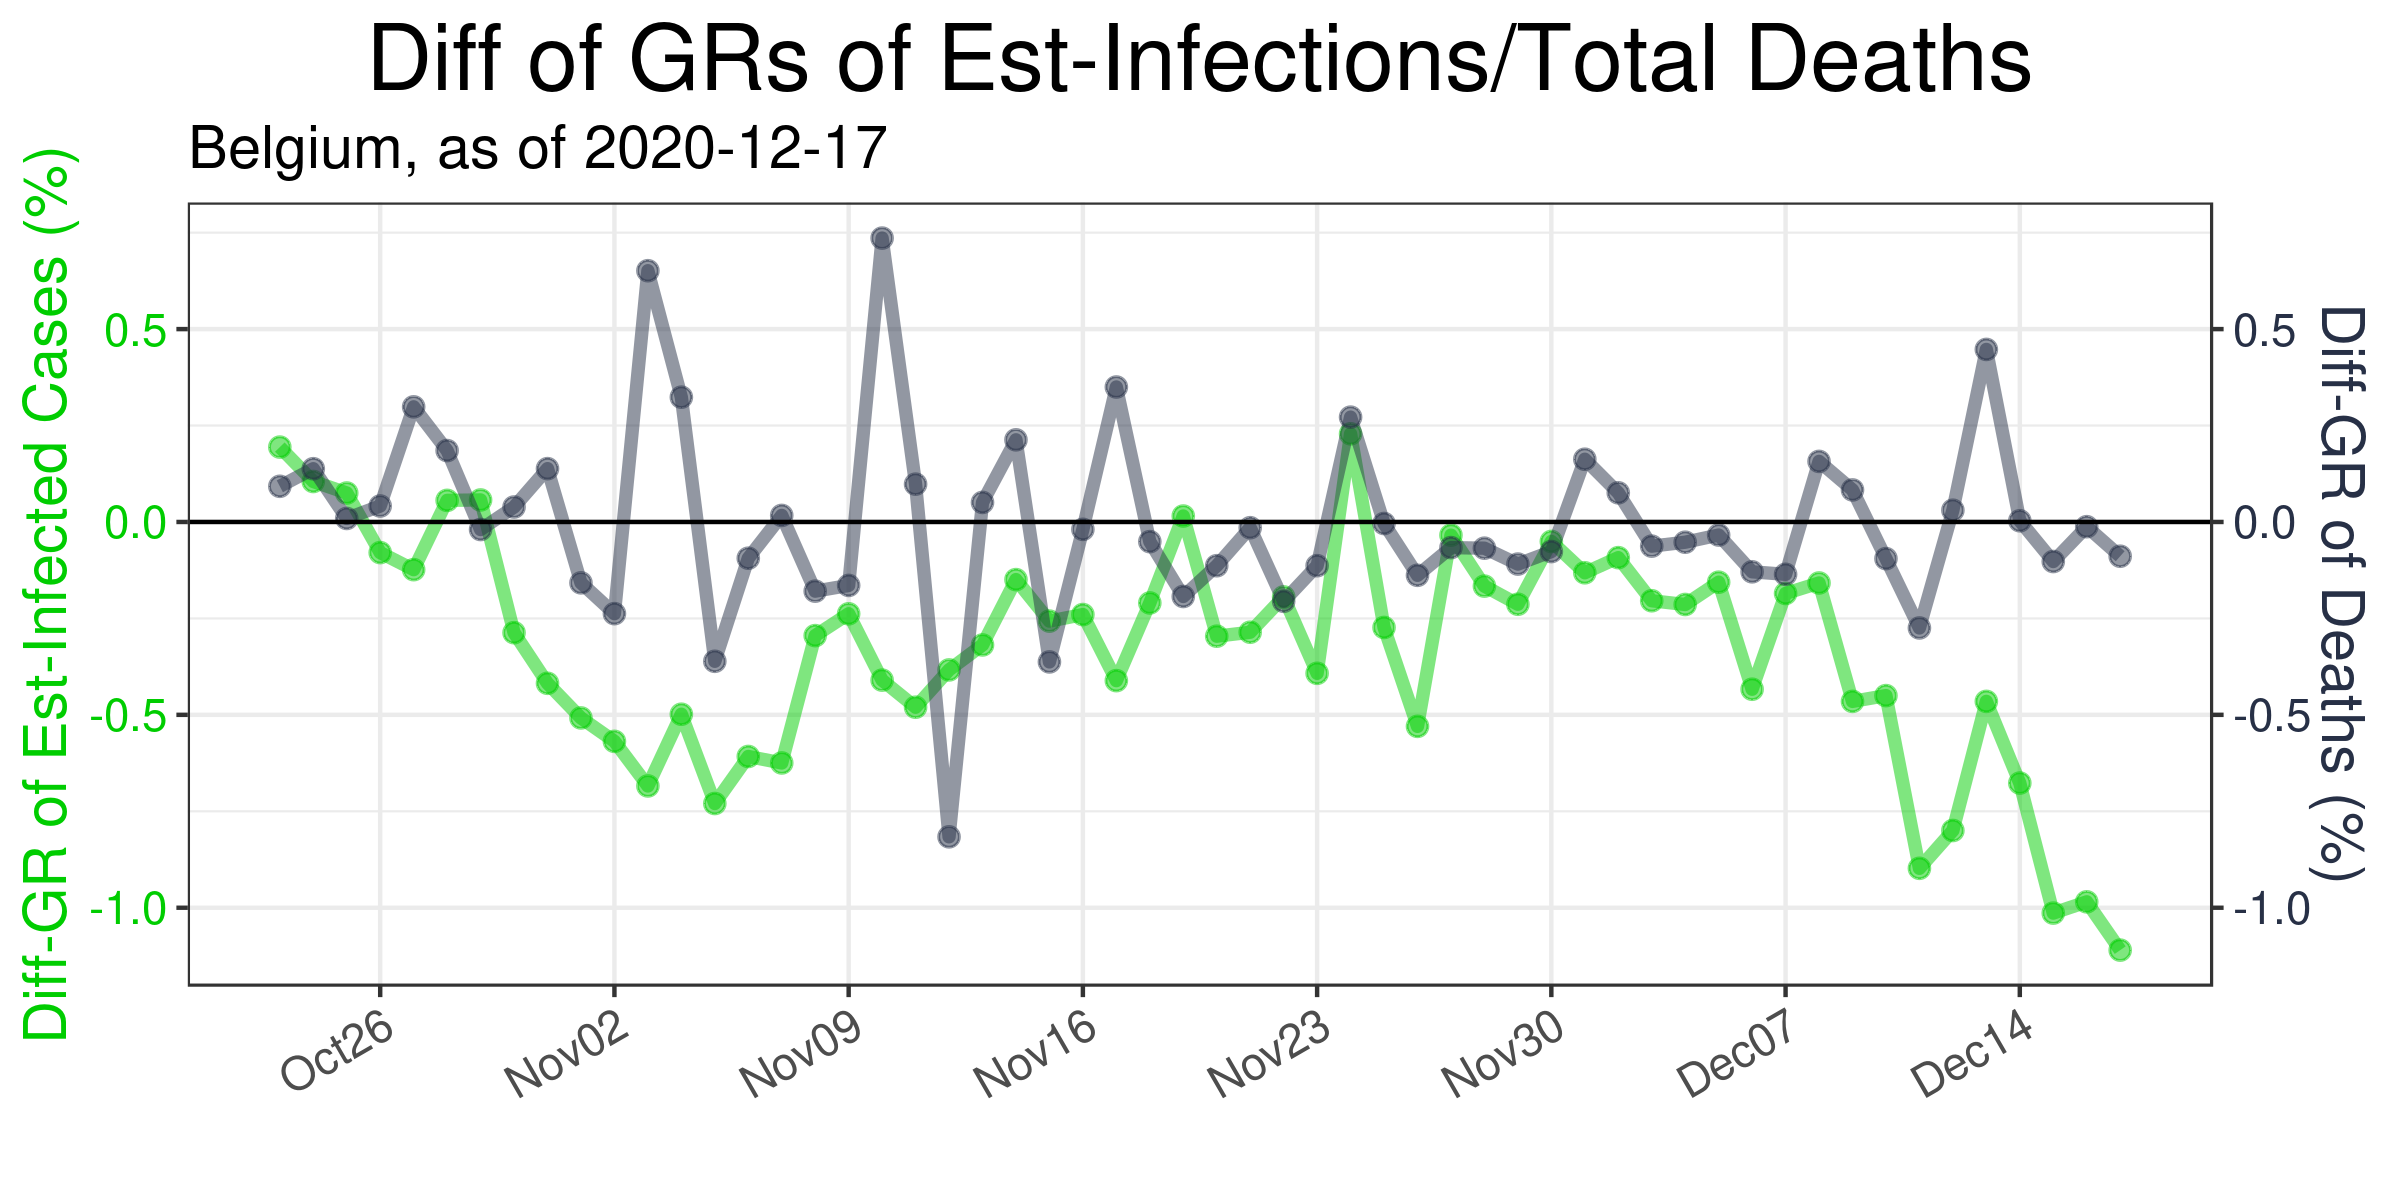 Diff of GRs of Est-Infections/Total Deaths
Belgium, as of 2020-12-17
Diff-GR of Est-Infected Cases (%)
0.5
0.0
-0.5
-1.0
0.5
0.0
-0.5
-1.0
Diff-GR of Deaths (%)
Oct26
Nov02
Nov09
Nov16
Nov23
Nov30
Dec07
Dec14